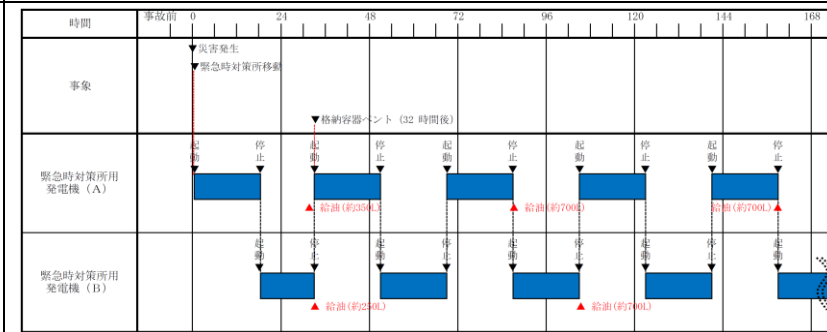 時間 事故前 0 24 48 72 96 120 144 168
事象
▼災害発生
▼緊急時対策所移動
▼格納容器ベント (32 時間後)
緊急時対策所用
発電機（A）
起動 停止 起動 停止 起動 停止 起動 停止 起動 停止
▲ 給油(約350L) ▲ 給油(約700L) 給油(約700L) ▲
緊急時対策所用
発電機（B）
起動 停止 起動 停止 起動 停止 起動 停止 起動
▲ 給油(約250L) ▲ 給油(約700L)